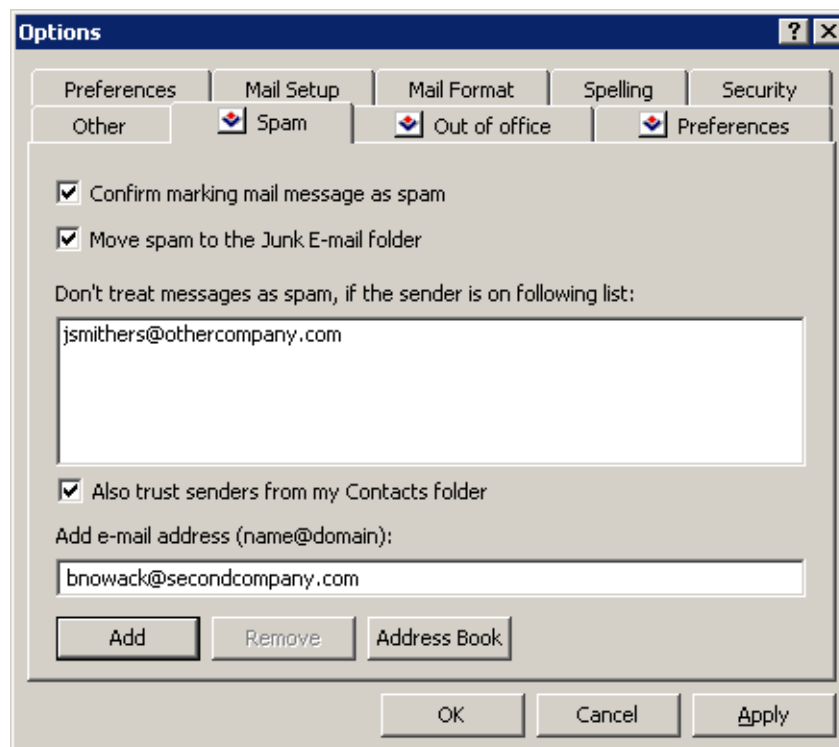 Options
Preferences Mail Setup Mail Format Spelling Security
Other Spam Out of office Preferences
Confirm marking mail message as spam
Move spam to the Junk E-mail folder
Don't treat messages as spam, if the sender is on following list:
jsmithers@othercompany.com
Also trust senders from my Contacts folder
Add e-mail address (name@domain):
bnowack@secondcompany.com
Add Remove Address Book
OK Cancel Apply